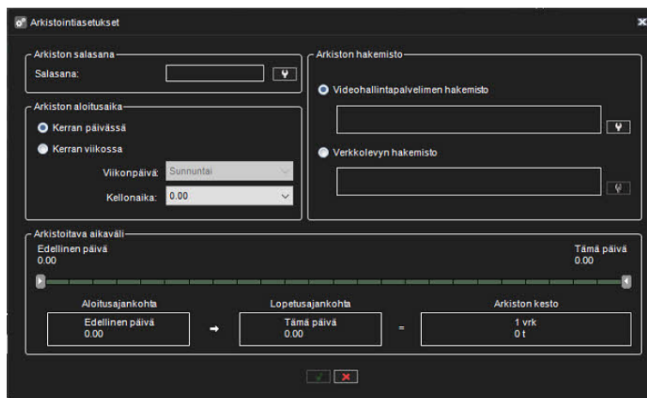 Arkistointiasetukset
Arkiston salasana
Salasana:
Arkiston aloitusaika
Kerran päivässä
Kerran viikossa
Viikonpäivä: Sunnuntai
Kellonaika: 0.00
Arkiston hakemisto
Videohallintapalvelimen hakemisto
Verkkolevyn hakemisto
Arkistoitava aikaväli
Edellinen päivä
0.00
Tämä päivä
0.00
Aloitusajankohta
Edellinen päivä
0.00
Lopetusajankohta
Tämä päivä
0.00
=
Arkiston kesto
1 vrk
0 t